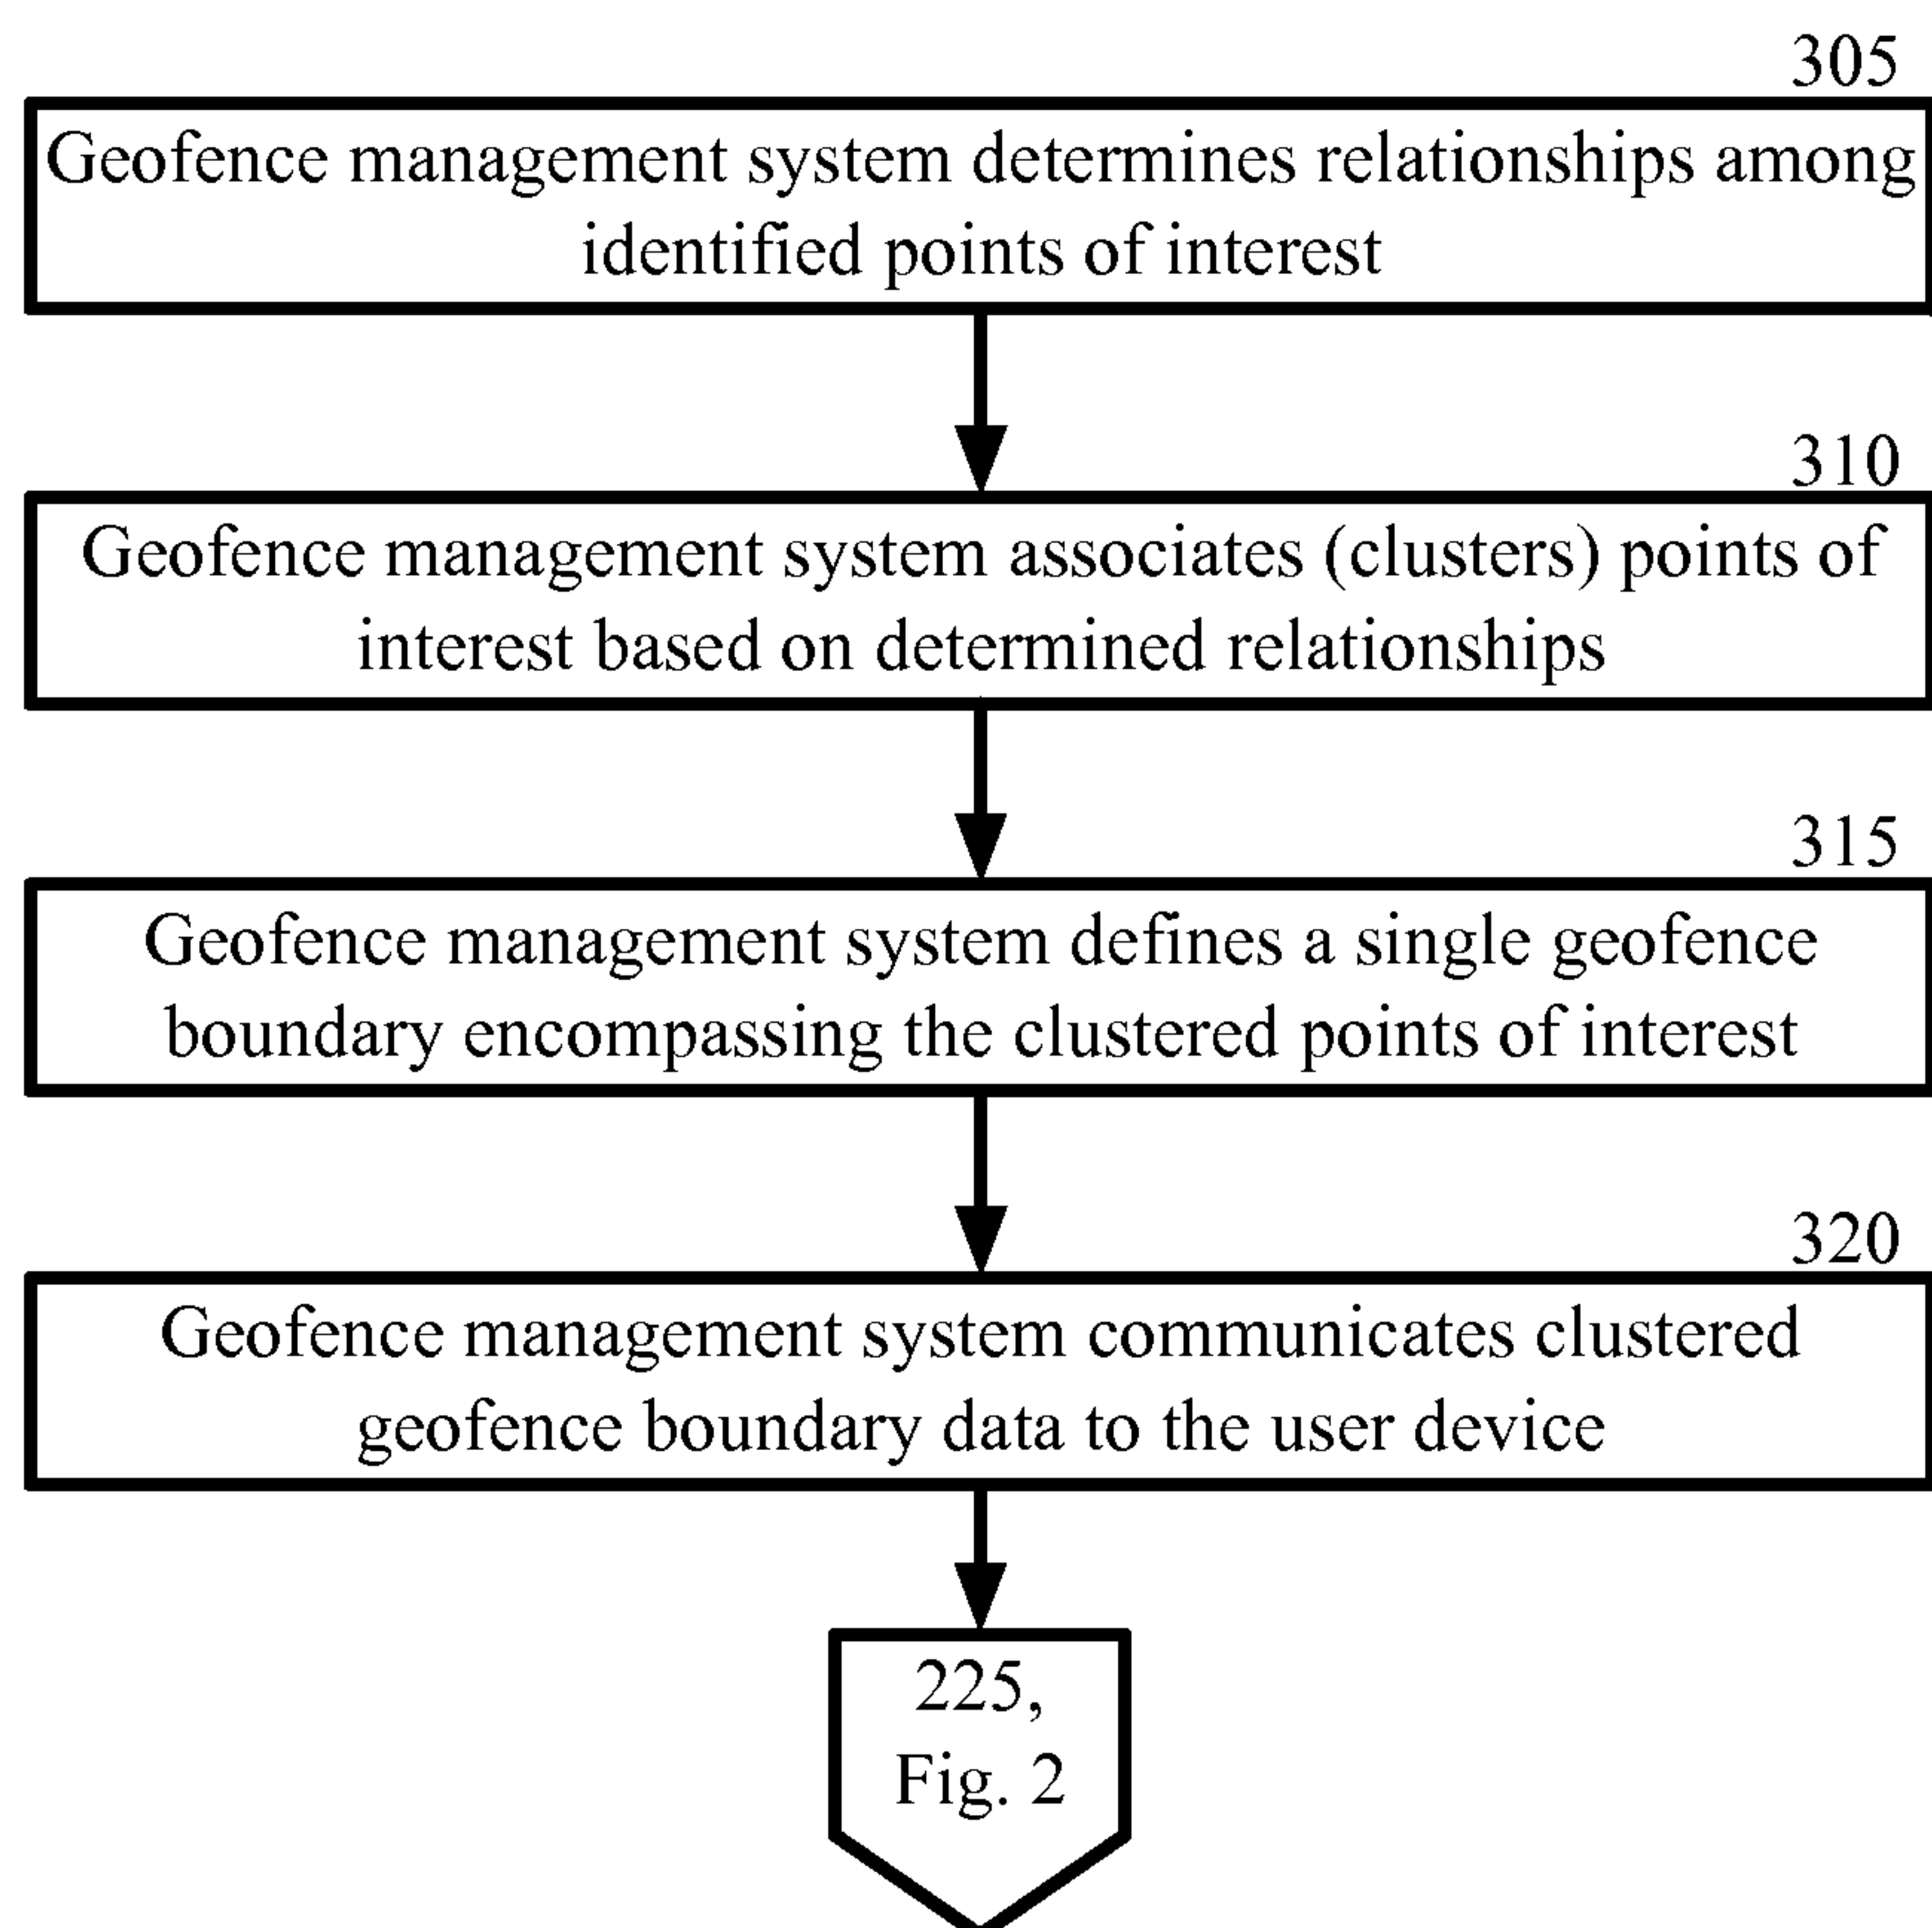 305
Geofence management system determines relationships among
identified points of interest
310
Geofence management system associates (clusters) points of
interest based on determined relationships
315
Geofence management system defines a single geofence
boundary encompassing the clustered points of interest
320
Geofence management system communicates clustered
geofence boundary data to the user device
225,
Fig. 2